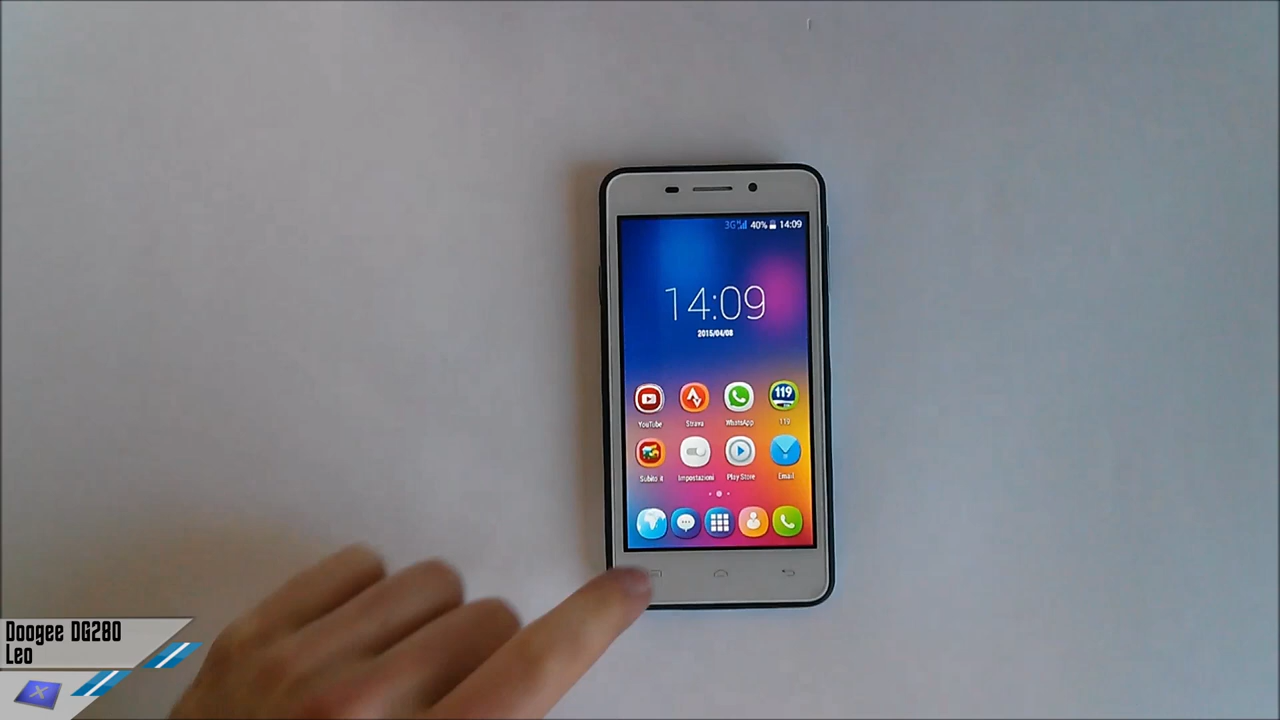 3G 40% 14:09
14:09
2015/04/08
119
YouTube Strava WhatsApp 119
Subito it Impostazioni Play Store Email
Doogee DG280
Leo